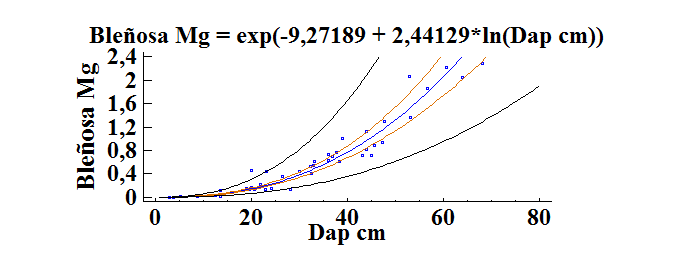 Bleñosa Mg = exp(-9,27189 + 2,44129*ln(Dap cm))
Bleñosa Mg
2,4
2
1,6
1,2
0,8
0,4
0
0 20 40 60 80
Dap cm